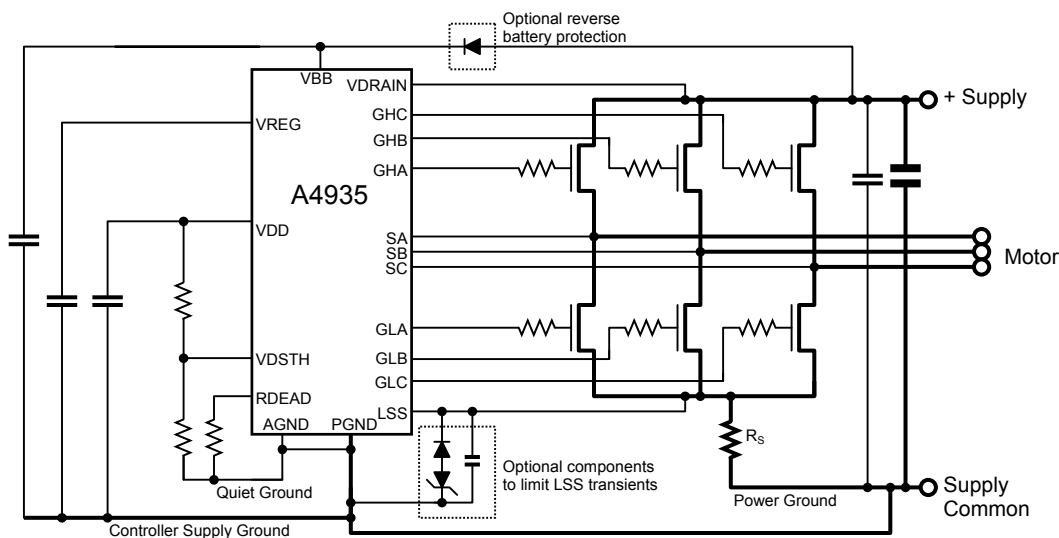 Optional reverse
battery protection
VBB
VDRAIN
+ Supply
GHC
VREG
GHB
GHA
A4935
VDD
SA
SB
SC
Motor
GLA
GLB
VDSTH
GLC
RDEAD
LSS
AGND
PGND
RS
Optional components
to limit LSS transients
Quiet Ground
Power Ground
Supply
Common
Controller Supply Ground